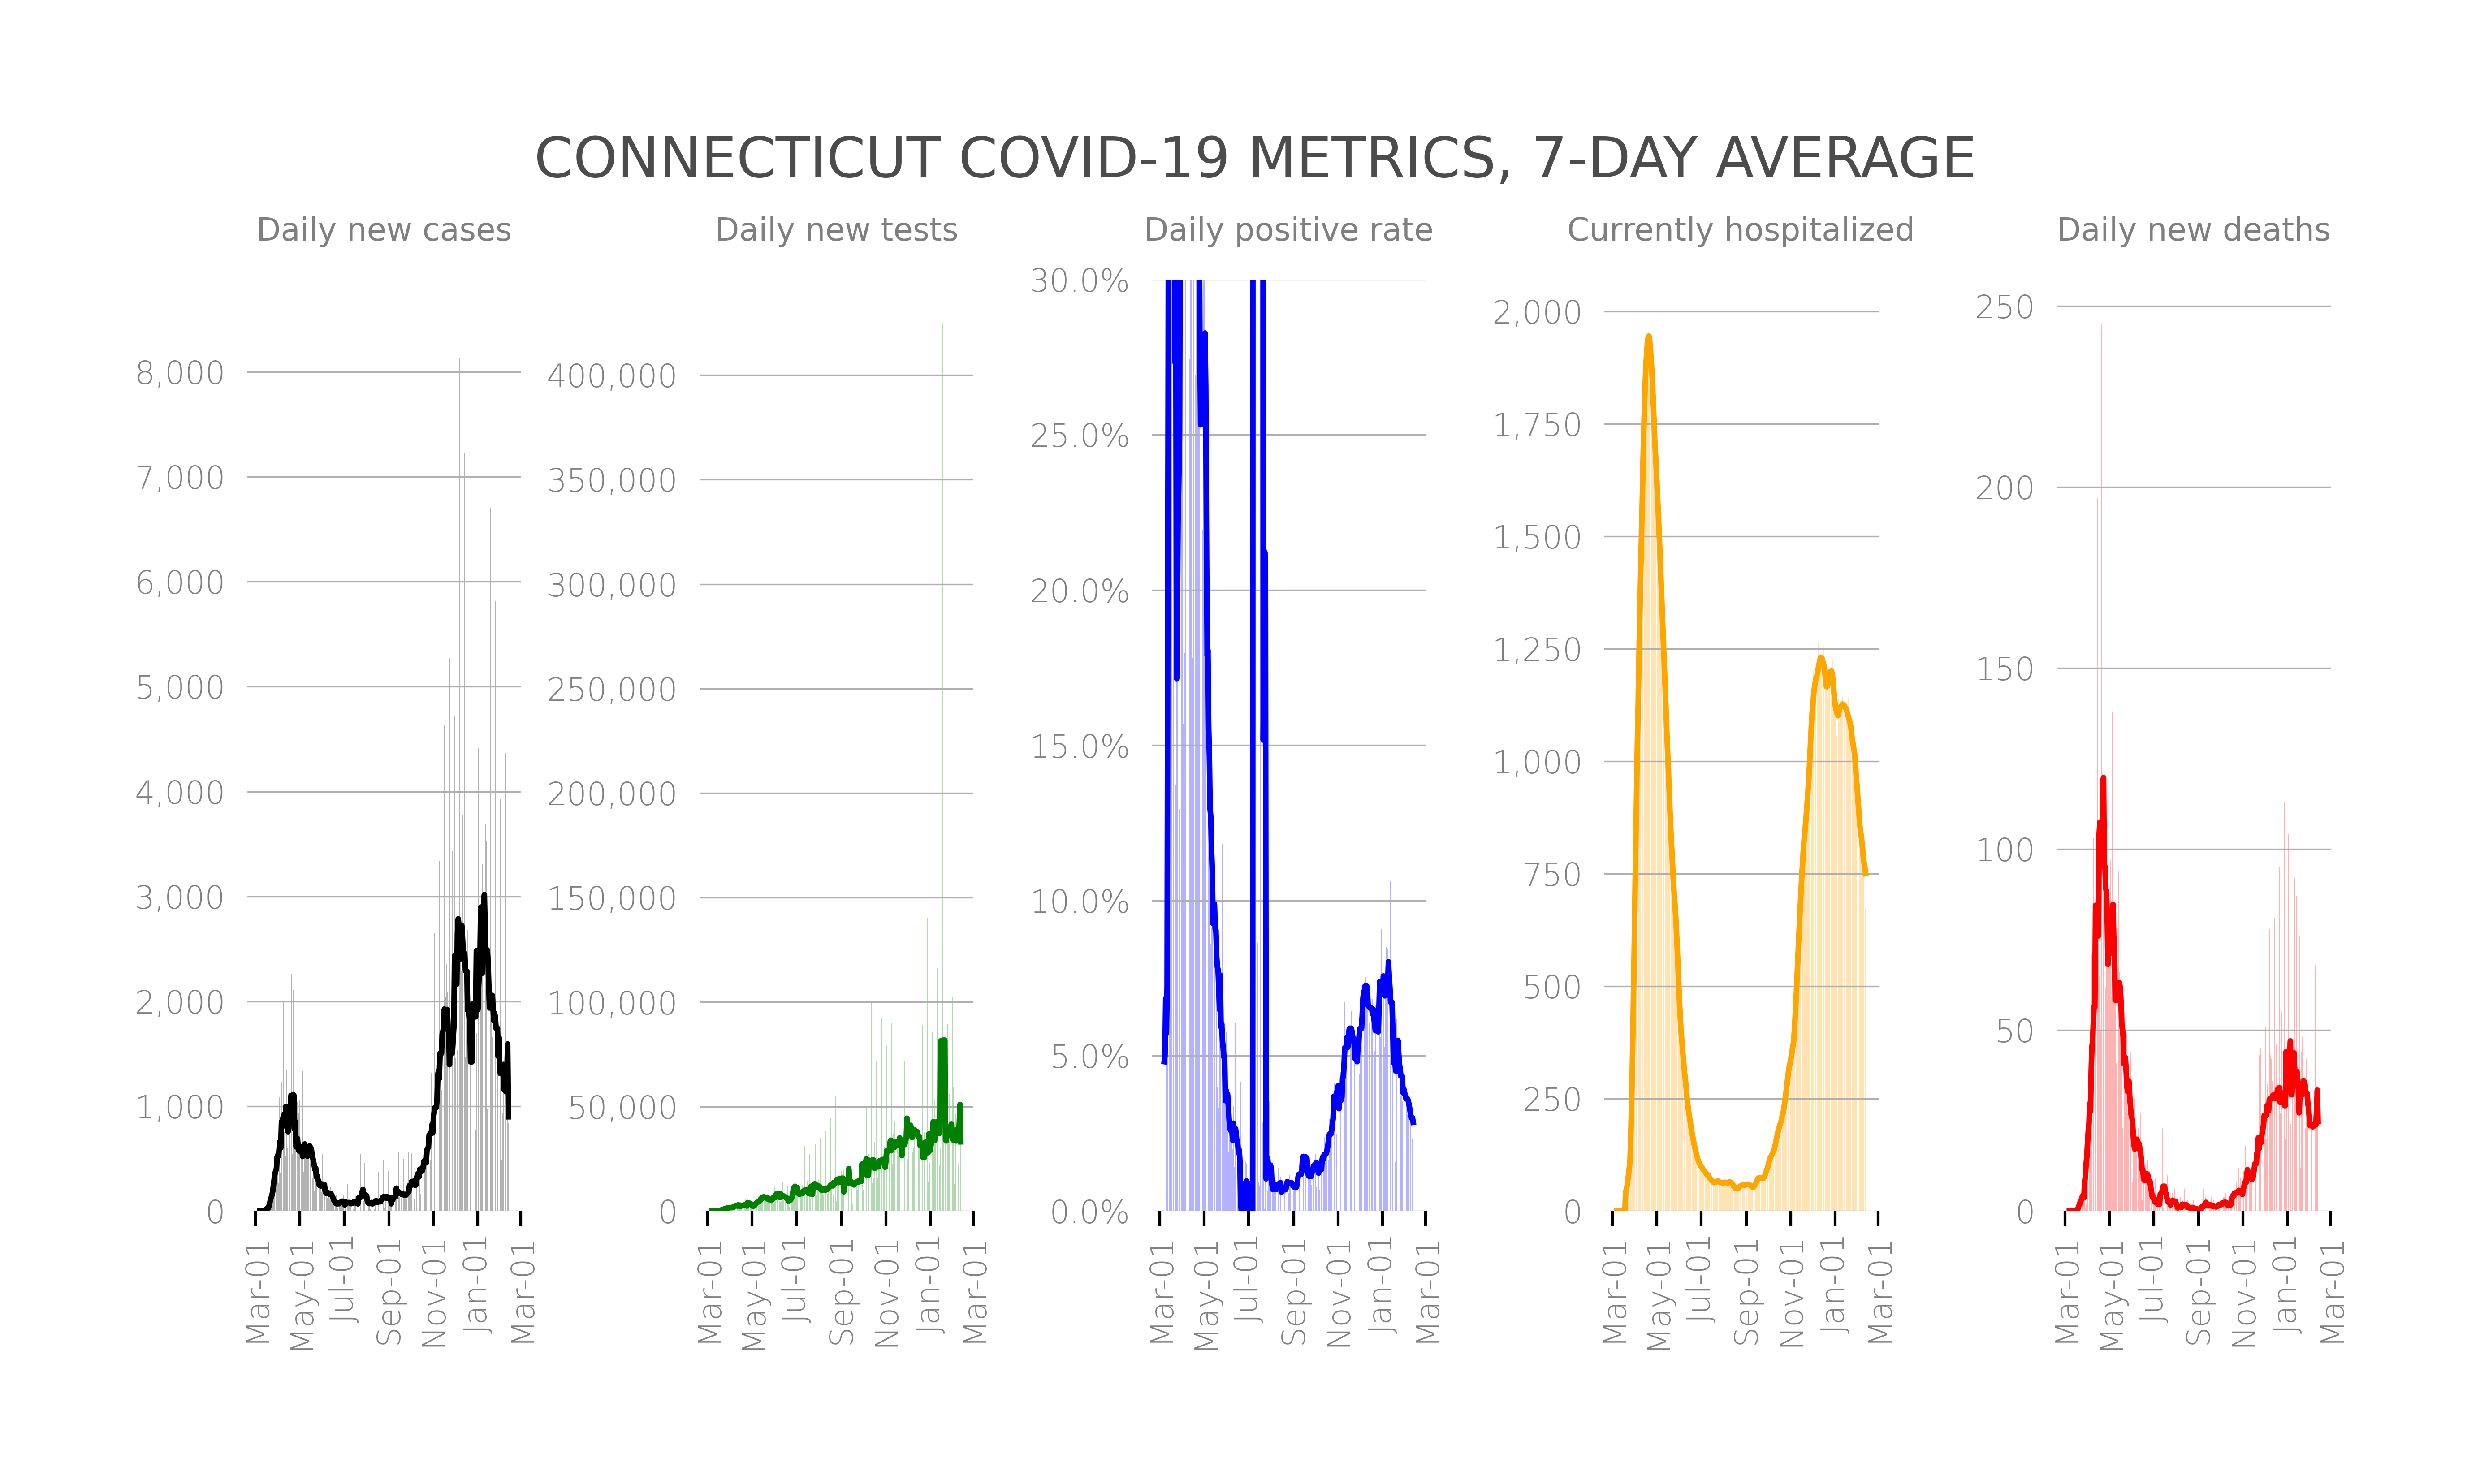 CONNECTICUT COVID-19 METRICS, 7-DAY AVERAGE
Daily new cases
8,000
7,000
6,000
5,000
4,000
3,000
2,000
1,000
0
Mar-01
May-01
Jul-01
Sep-01
Nov-01
Jan-01
Mar-01
Daily new tests
400,000
350,000
300,000
250,000
200,000
150,000
100,000
50,000
0
Mar-01
May-01
Jul-01
Sep-01
Nov-01
Jan-01
Mar-01
Daily positive rate
30.0%
25.0%
20.0%
15.0%
10.0%
5.0%
0.0%
Mar-01
May-01
Jul-01
Sep-01
Nov-01
Jan-01
Mar-01
Currently hospitalized
2,000
1,750
1,500
1,250
1,000
750
500
250
0
Mar-01
May-01
Jul-01
Sep-01
Nov-01
Jan-01
Mar-01
Daily new deaths
250
200
150
100
50
0
Mar-01
May-01
Jul-01
Sep-01
Nov-01
Jan-01
Mar-01